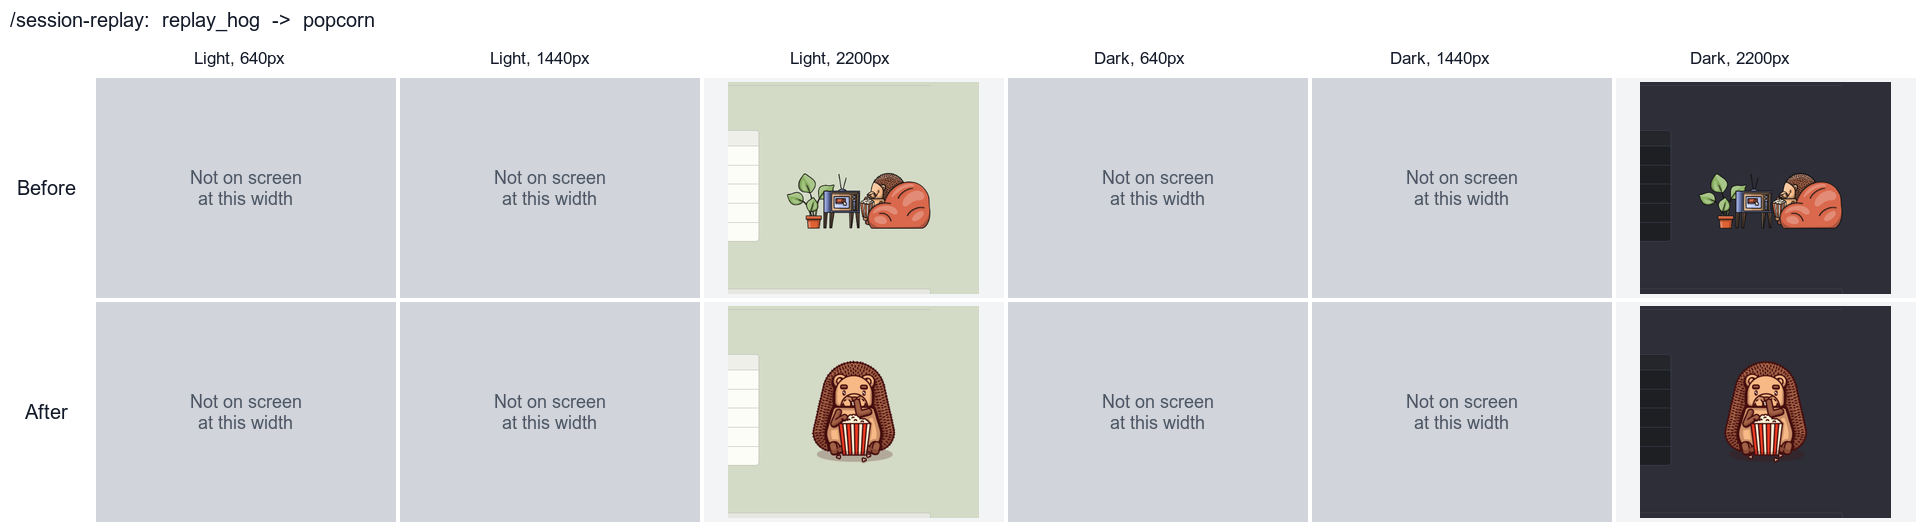 /session-replay: replay_hog -> popcorn
Light, 640px
Light, 1440px
Light, 2200px
Dark, 640px
Dark, 1440px
Dark, 2200px
Before
Not on screen
at this width
Not on screen
at this width
Not on screen
at this width
Not on screen
at this width
After
Not on screen
at this width
Not on screen
at this width
Not on screen
at this width
Not on screen
at this width